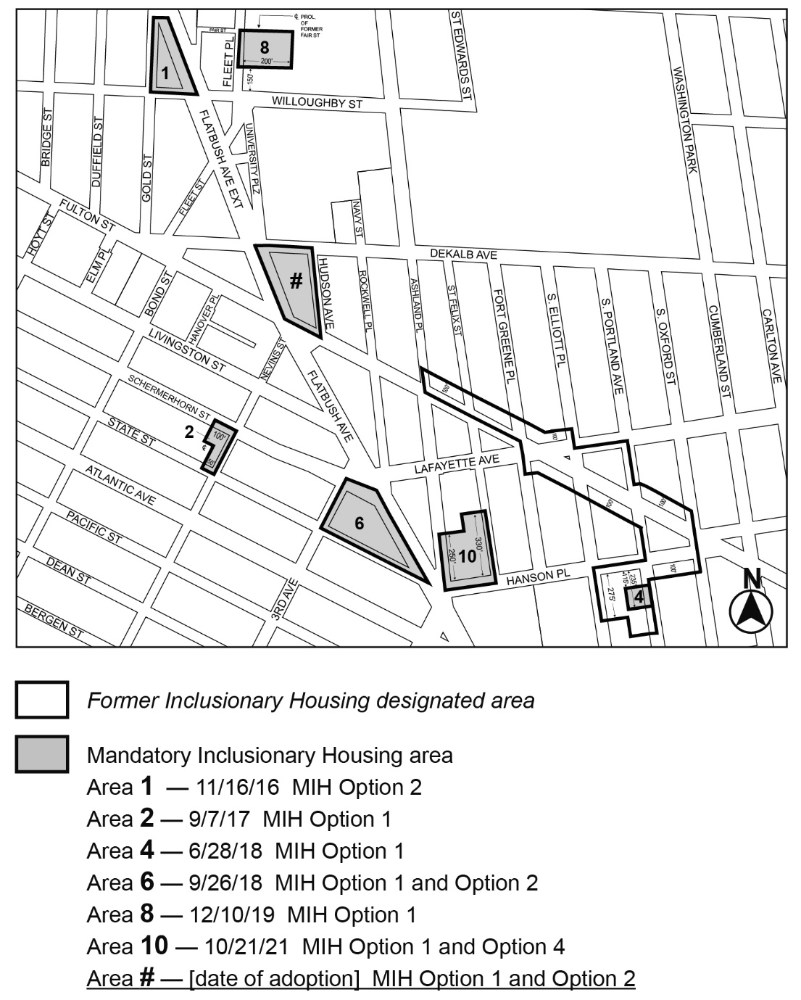 ℄ PROL.
OF
FORMER
FAIR ST
FAIR ST
FLEET PL
8
200'
150'
1
ST EDWARDS ST
WASHINGTON PARK
WILLOUGHBY ST
BRIDGE ST
DUFFIELD ST
GOLD ST
FLATBUSH AVE EXT
UNIVERSITY PLZ
FLEET ST
NAVY ST
FULTON ST
HOYT ST
ELM PL
BOND ST
HANOVER PL
DEKALB AVE
#
HUDSON AVE
ROCKWELL PL
ASHLAND PL
ST FELIX ST
FORT GREENE PL
S. ELLIOTT PL
S. PORTLAND AVE
S. OXFORD ST
CUMBERLAND ST
CARLTON AVE
LIVINGSTON ST
NEVINS ST
SCHERMERHORN ST
FLATBUSH AVE
100'
2
100'
℄
50'
STATE ST
100'
LAFAYETTE AVE
ATLANTIC AVE
100'
100'
6
PACIFIC ST
330'
250'
10
HANSON PL
100'
DEAN ST
3RD AVE
235'
115'
275'
4
N
BERGEN ST
Former Inclusionary Housing designated area
Mandatory Inclusionary Housing area
Area 1 — 11/16/16 MIH Option 2
Area 2 — 9/7/17 MIH Option 1
Area 4 — 6/28/18 MIH Option 1
Area 6 — 9/26/18 MIH Option 1 and Option 2
Area 8 — 12/10/19 MIH Option 1
Area 10 — 10/21/21 MIH Option 1 and Option 4
Area # — [date of adoption] MIH Option 1 and Option 2